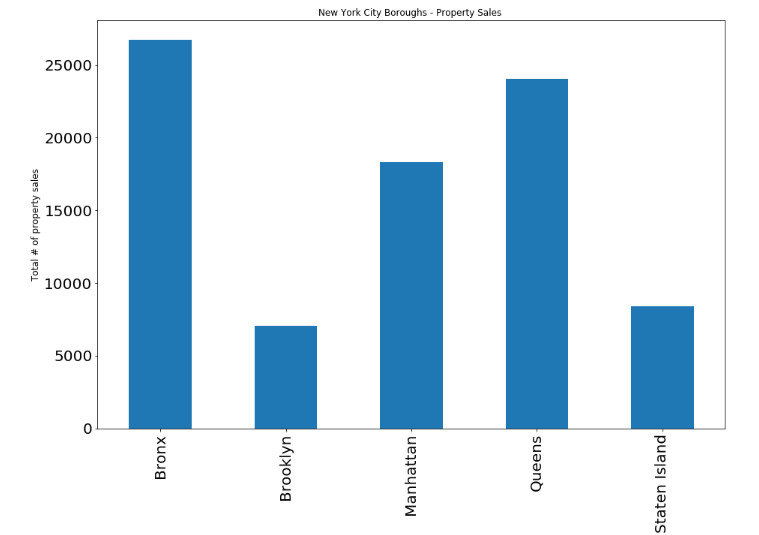 New York City Boroughs - Property Sales
Total # of property sales
25000
20000
15000
10000
5000
0
Bronx
Brooklyn
Manhattan
Queens
Staten Island